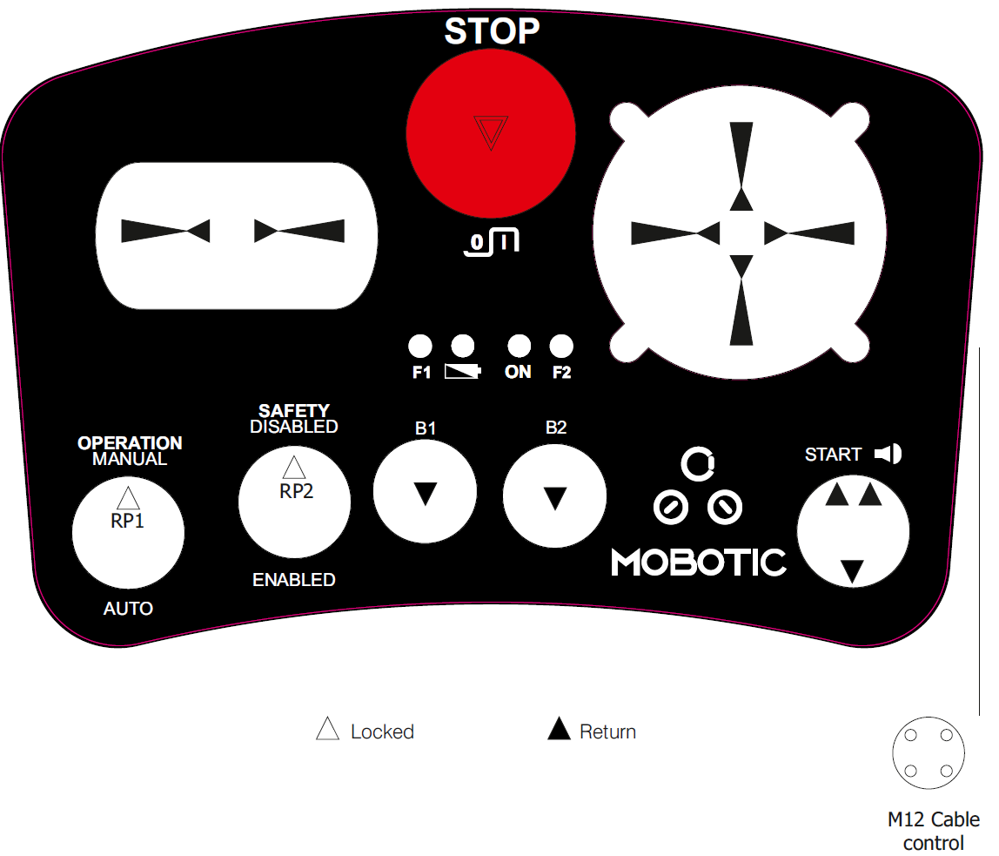 STOP
0 I
F1
ON
F2
SAFETY
DISABLED
OPERATION
MANUAL
B1
B2
START
RP2
RP1
MOBOTIC
ENABLED
AUTO
Locked
Return
M12 Cable
control